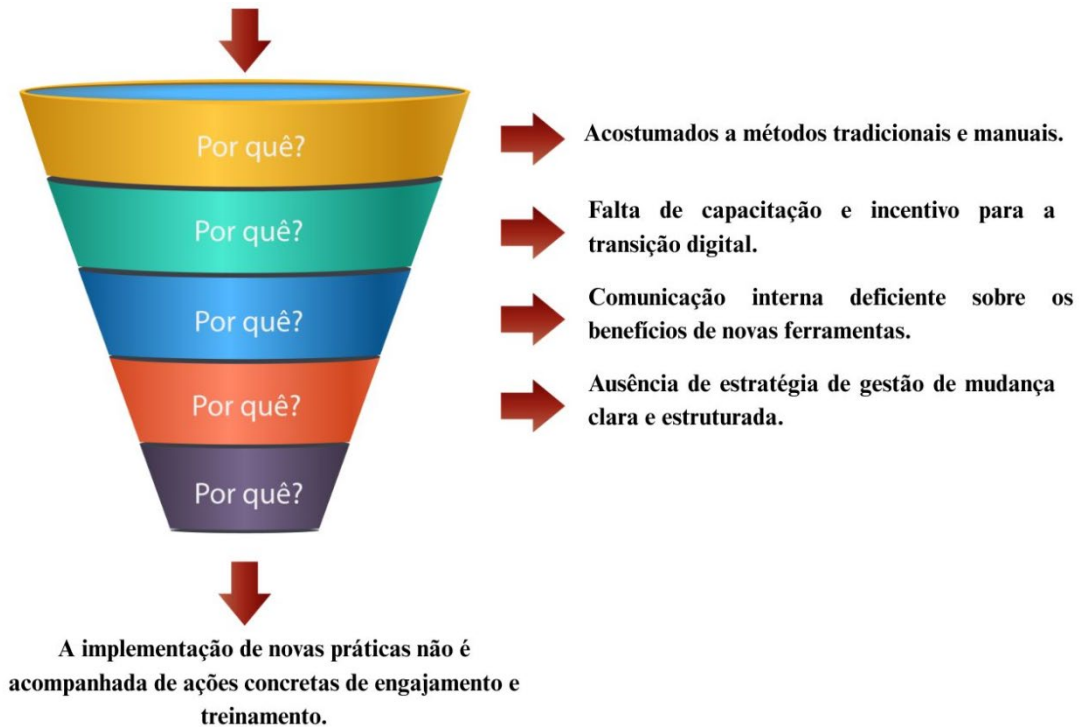 Por quê?
Acostumados a métodos tradicionais e manuais.
Por quê?
Falta de capacitação e incentivo para a
transição digital.
Por quê?
Comunicação interna deficiente sobre os
benefícios de novas ferramentas.
Por quê?
Ausência de estratégia de gestão de mudança
clara e estruturada.
Por quê?
A implementação de novas práticas não é
acompanhada de ações concretas de engajamento e
treinamento.